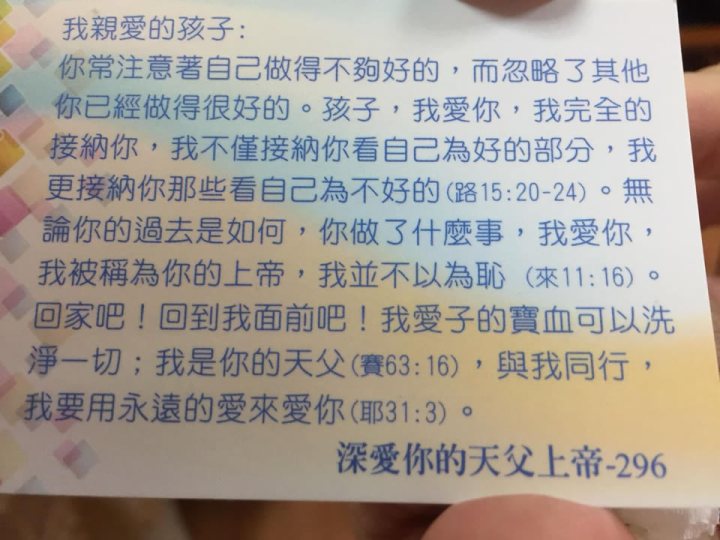 我親愛的孩子:
你常注意著自己做得不夠好的，而忽略了其他
你已經做得很好的。孩子，我愛你，我完全的
接納你，我不僅接納你看自己為好的部分，我
更接納你那些看自己為不好的(路15:20-24)。無
論你的過去是如何，你做了什麼事，我愛你，
我被稱為你的上帝，我並不以為恥 (來11:16)。
回家吧！回到我面前吧！我愛子的寶血可以洗
淨一切；我是你的天父(賽63:16)，與我同行，
我要用永遠的愛來愛你(耶31:3)。
深愛你的天父上帝-296